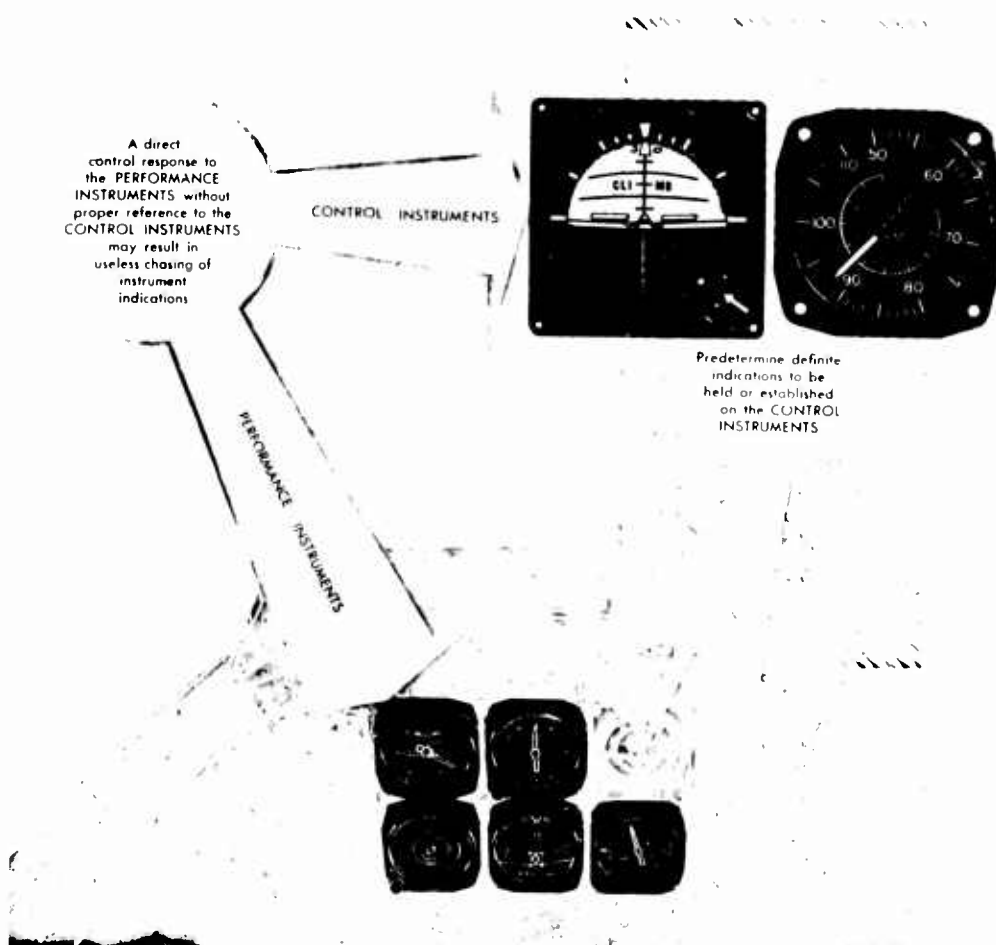 A direct
control response to
the PERFORMANCE
INSTRUMENTS without
proper reference to the
CONTROL INSTRUMENTS
may result in
useless chasing of
instrument
indications
CONTROL INSTRUMENTS
CLIMB
110
50
60
100
70
90
80
Predetermine definite
indications to be
held or established
on the CONTROL
INSTRUMENTS
PERFORMANCE INSTRUMENTS